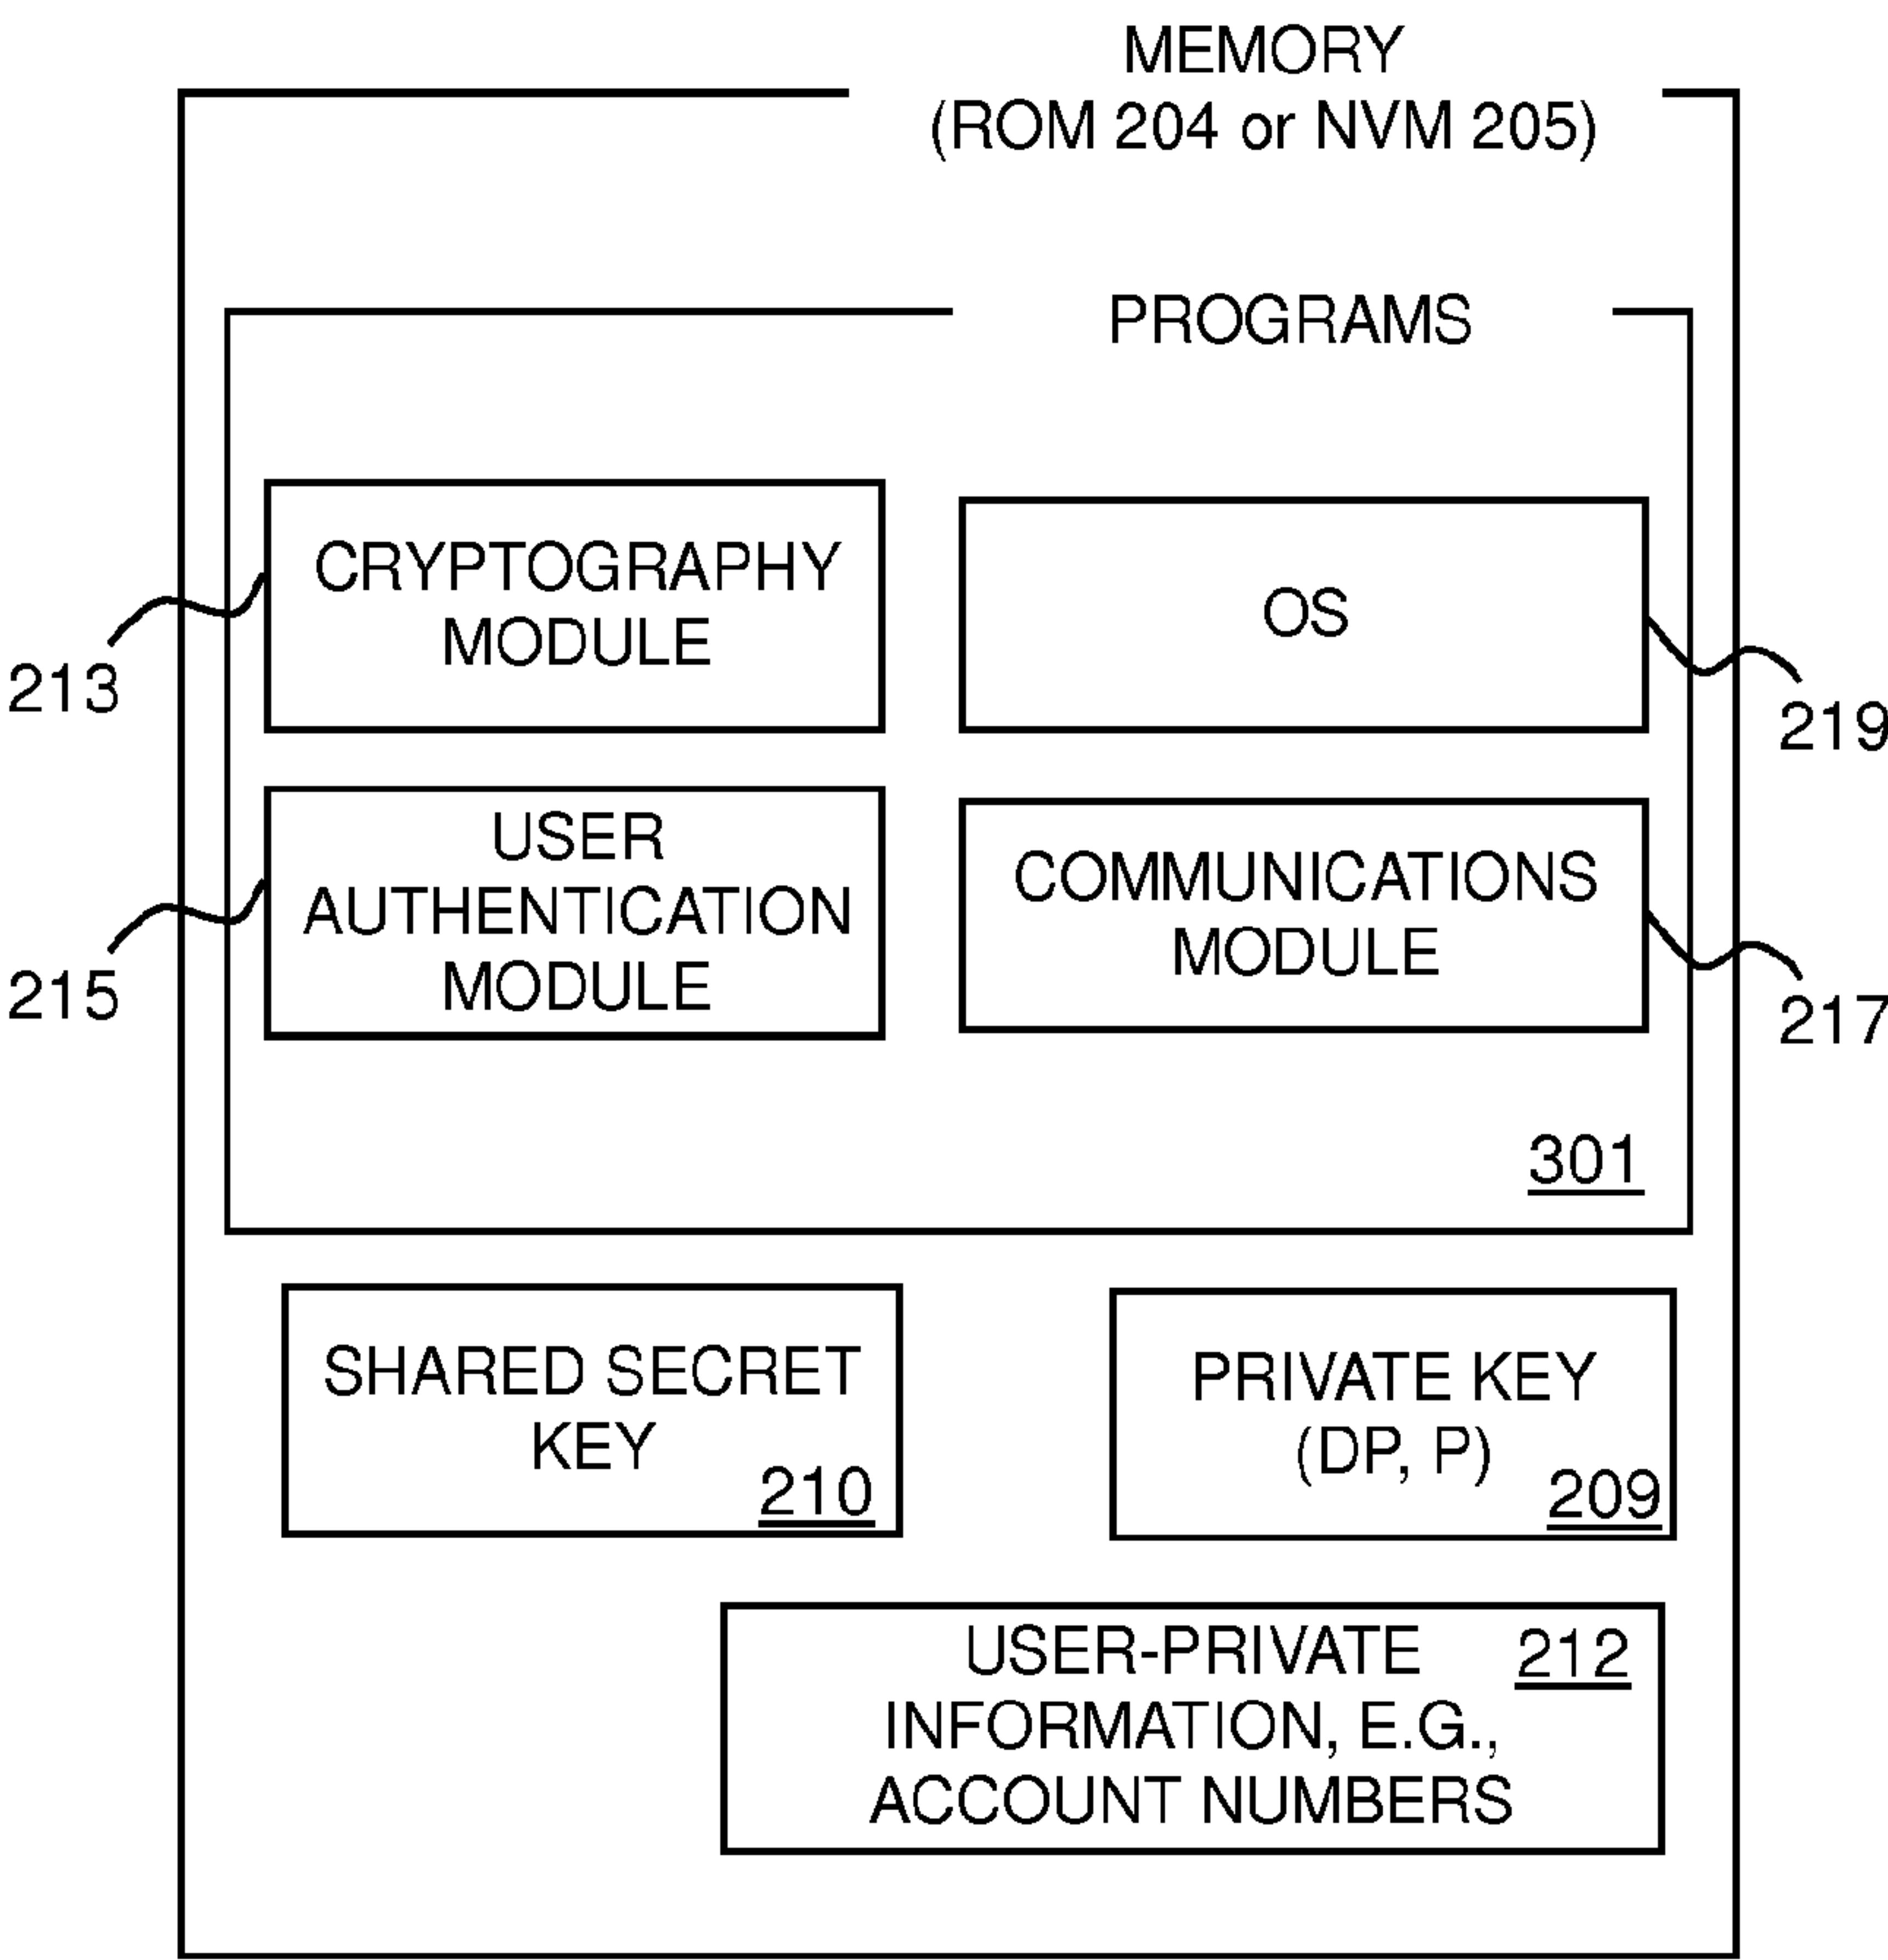 MEMORY
(ROM 204 or NVM 205)
PROGRAMS
CRYPTOGRAPHY
MODULE
213
OS
219
USER
AUTHENTICATION
MODULE
215
COMMUNICATIONS
MODULE
217
301
SHARED SECRET
KEY
210
PRIVATE KEY
(DP, P)
209
USER-PRIVATE 212
INFORMATION, E.G.,
ACCOUNT NUMBERS